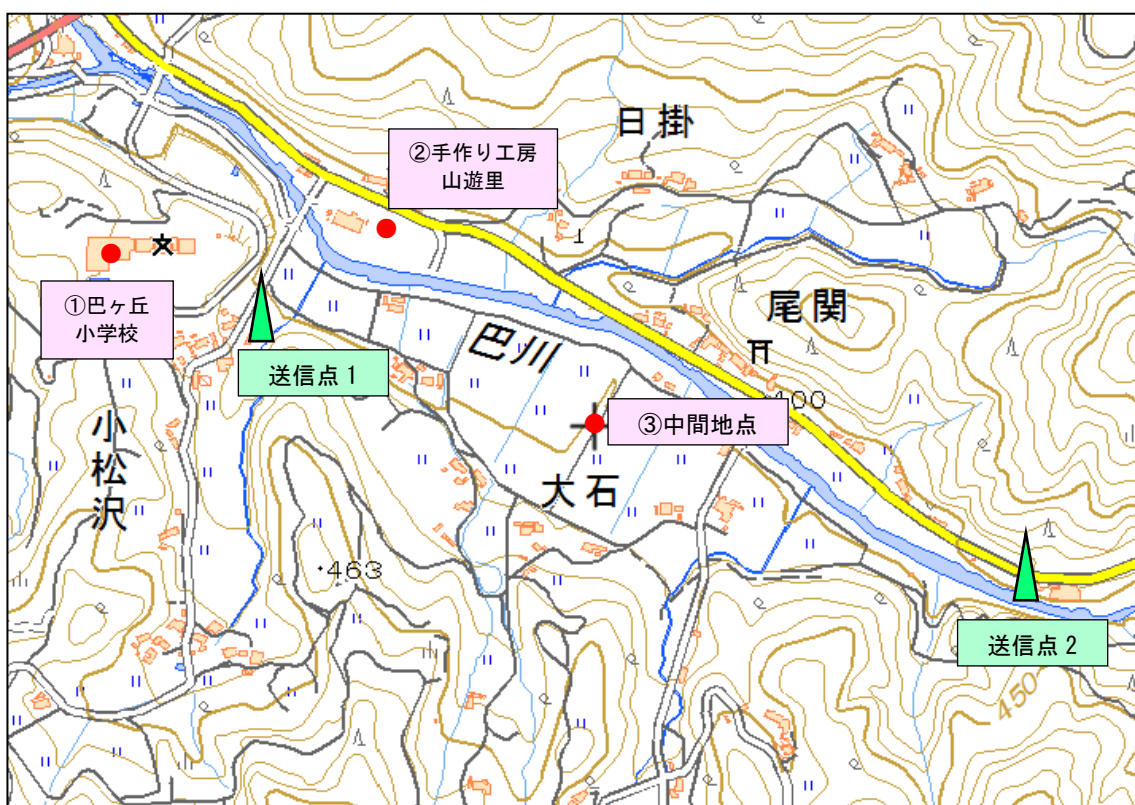 日掛
②手作り工房
山遊里
①巴ヶ丘
小学校
尾関
巴川
送信点1
400
③中間地点
小松沢
大石
463
送信点2
450